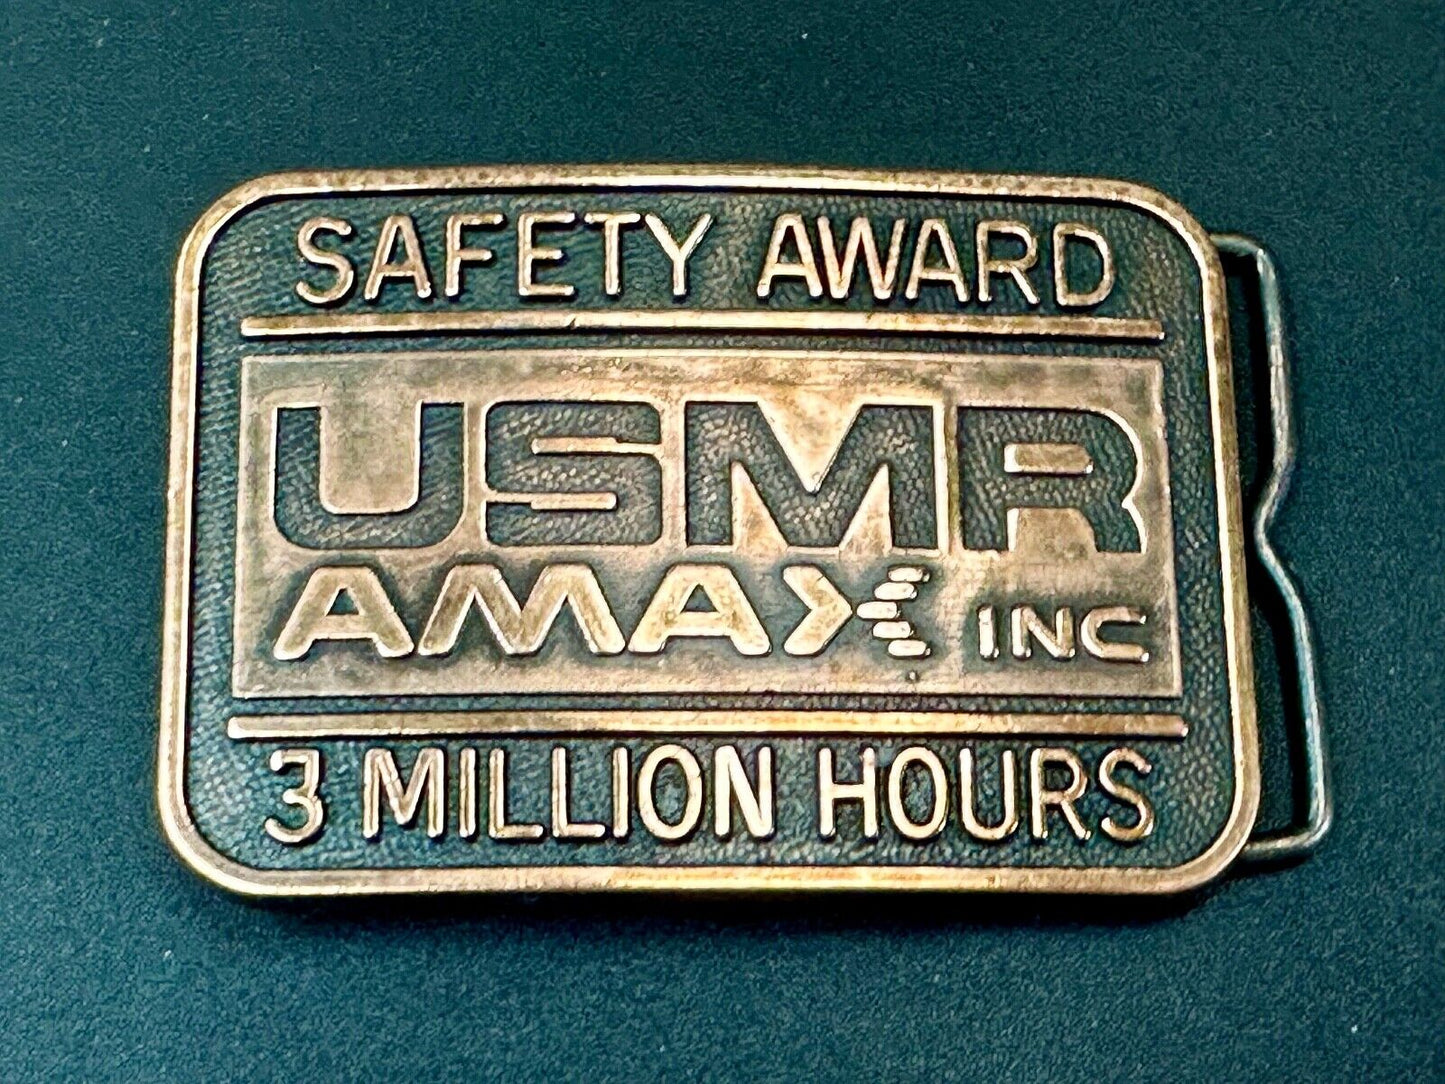 SAFETY AWARD
USMR
AMAX INC
3 MILLION HOURS